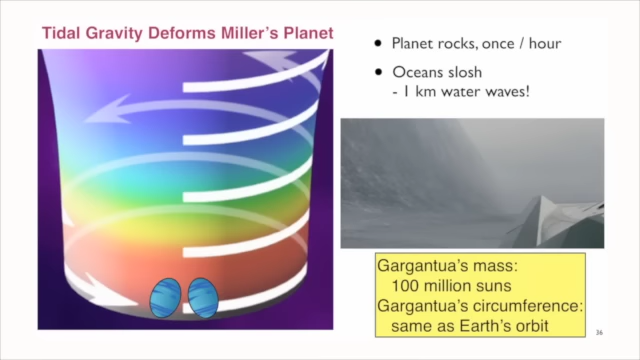 Tidal Gravity Deforms Miller's Planet
• Planet rocks, once / hour
• Oceans slosh
- 1 km water waves!
Gargantua's mass:
100 million suns
Gargantua's circumference:
same as Earth's orbit
36